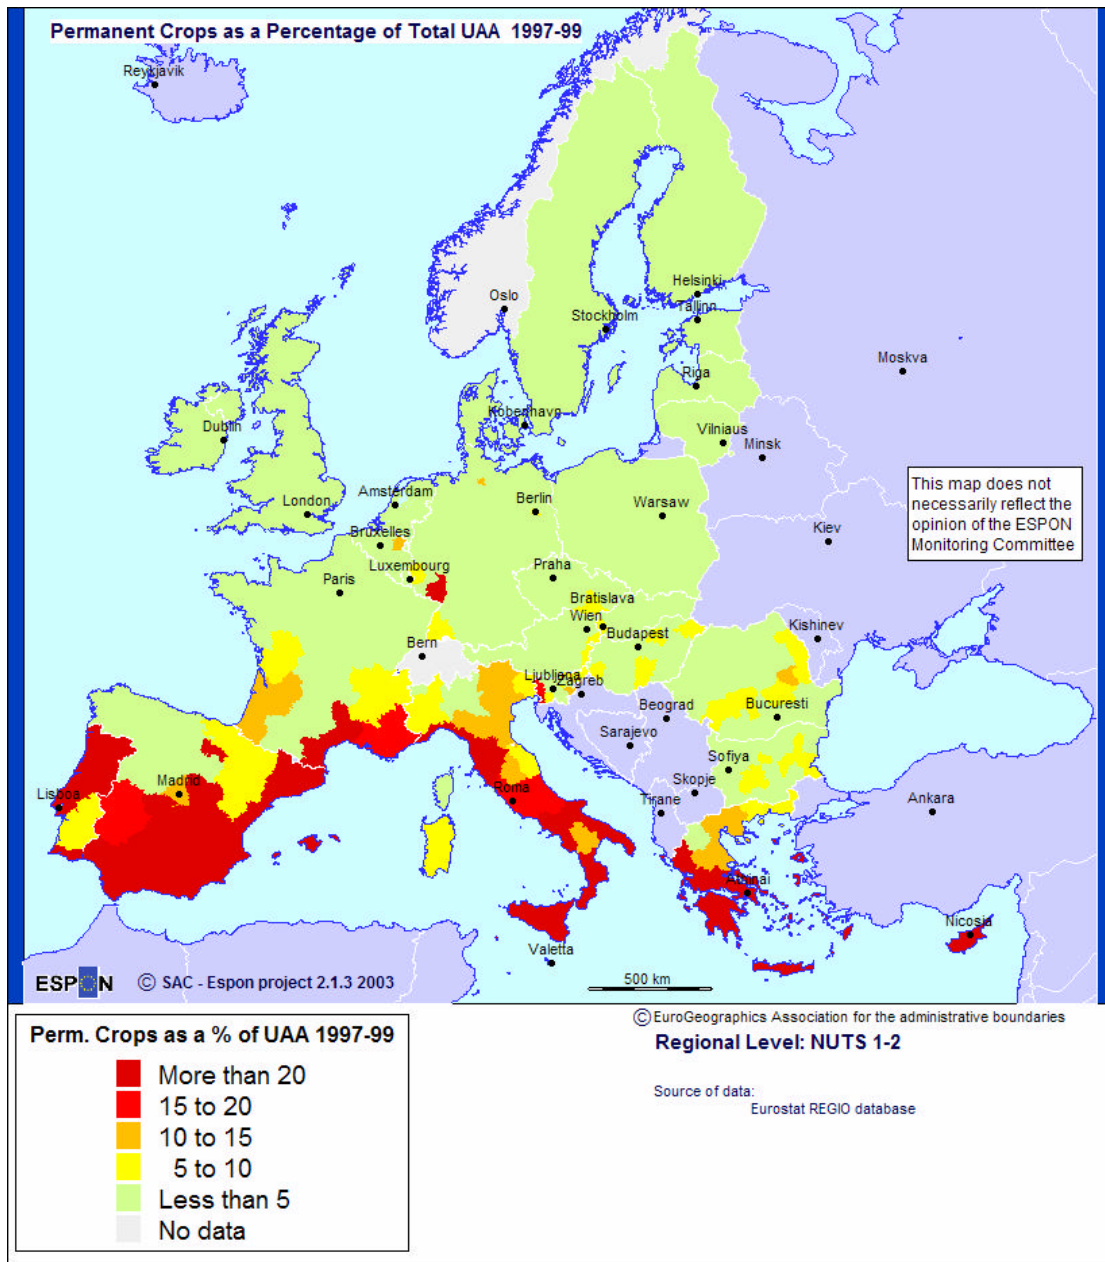 Permanent Crops as a Percentage of Total UAA 1997-99
Reykjavik
Helsinki
Oslo
Tallinn
Stockholm
Moskva
Riga
København
Dublin
Vilniaus
Minsk
This map does not
necessarily reflect the
opinion of the ESPON
Monitoring Committee
Amsterdam
Berlin
London
Warsaw
Kiev
Bruxelles
Luxembourg
Praha
Paris
Bratislava
Wien
Kishinev
Budapest
Bern
Ljubljana
Zagreb
Beograd
Bucuresti
Sarajevo
Sofiya
Skopje
Madrid
Roma
Lisboa
Tirane
Ankara
Athinai
Nicosia
Valetta
ESPON © SAC - Espon project 2.1.3 2003
500 km
© EuroGeographics Association for the administrative boundaries
Regional Level: NUTS 1-2
Source of data:
Eurostat REGIO database
Perm. Crops as a % of UAA 1997-99
More than 20
15 to 20
10 to 15
5 to 10
Less than 5
No data